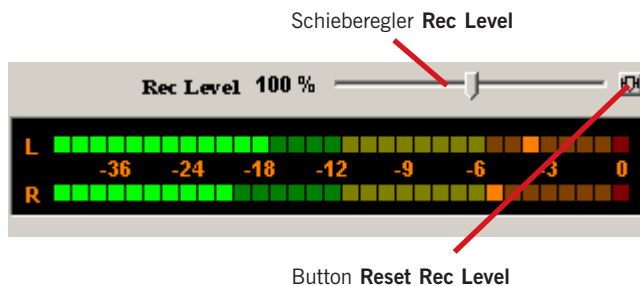 Schieberegler Rec Level
Rec Level 100 %
L
-36 -24 -18 -12 -9 -6 -3 0
R
Button Reset Rec Level